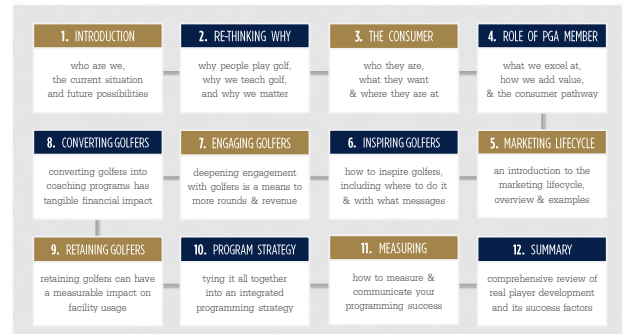 1. INTRODUCTION
who are we,
the current situation
and future possibilities
2. RE-THINKING WHY
why people play golf,
why we teach golf,
and why we matter
3. THE CONSUMER
who they are,
what they want
& where they are at
4. ROLE OF PGA MEMBER
what we excel at,
how we add value,
& the consumer pathway
5. MARKETING LIFECYCLE
an introduction to the
marketing lifecycle,
overview & examples
6. INSPIRING GOLFERS
how to inspire golfers,
including where to do it
& with what messages
7. ENGAGING GOLFERS
deepening engagement
with golfers is a means to
more rounds & revenue
8. CONVERTING GOLFERS
converting golfers into
coaching programs has
tangible financial impact
9. RETAINING GOLFERS
retaining golfers can have
a measurable impact on
facility usage
10. PROGRAM STRATEGY
tying it all together
into an integrated
programming strategy
11. MEASURING
how to measure &
communicate your
programming success
12. SUMMARY
comprehensive review of
real player development
and its success factors